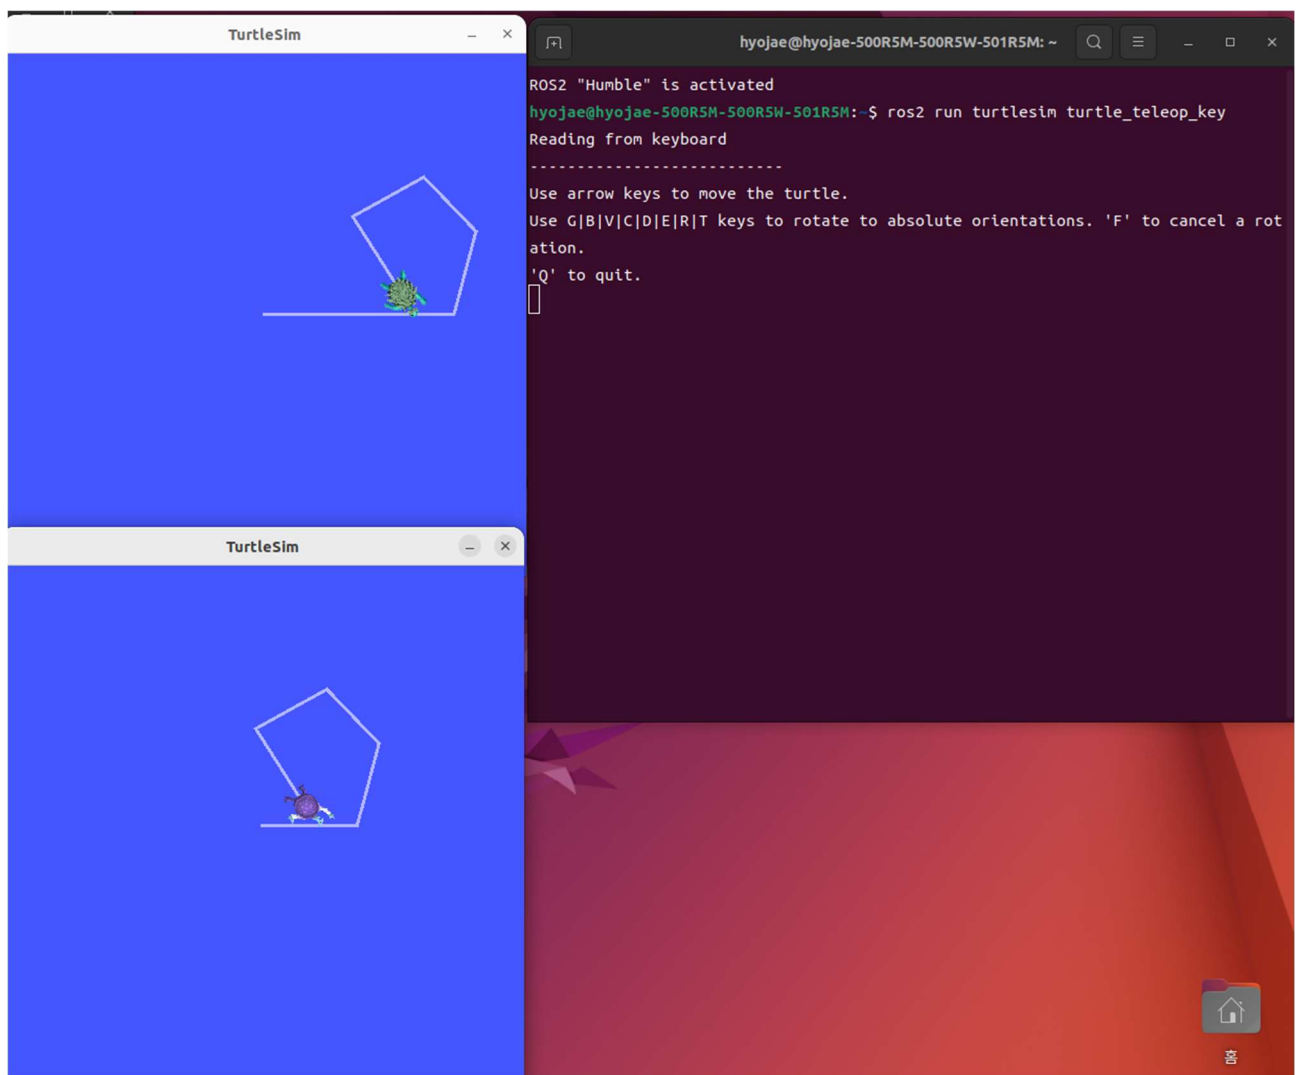 TurtleSim
hyojae@hyojae-500R5M-500R5W-501R5M: ~
ROS2 "Humble" is activated
hyojae@hyojae-500R5M-500R5W-501R5M:~$ ros2 run turtlesim turtle_teleop_key
Reading from keyboard
---------------------------
Use arrow keys to move the turtle.
Use G|B|V|C|D|E|R|T keys to rotate to absolute orientations. 'F' to cancel a rot
ation.
'Q' to quit.
TurtleSim
홈